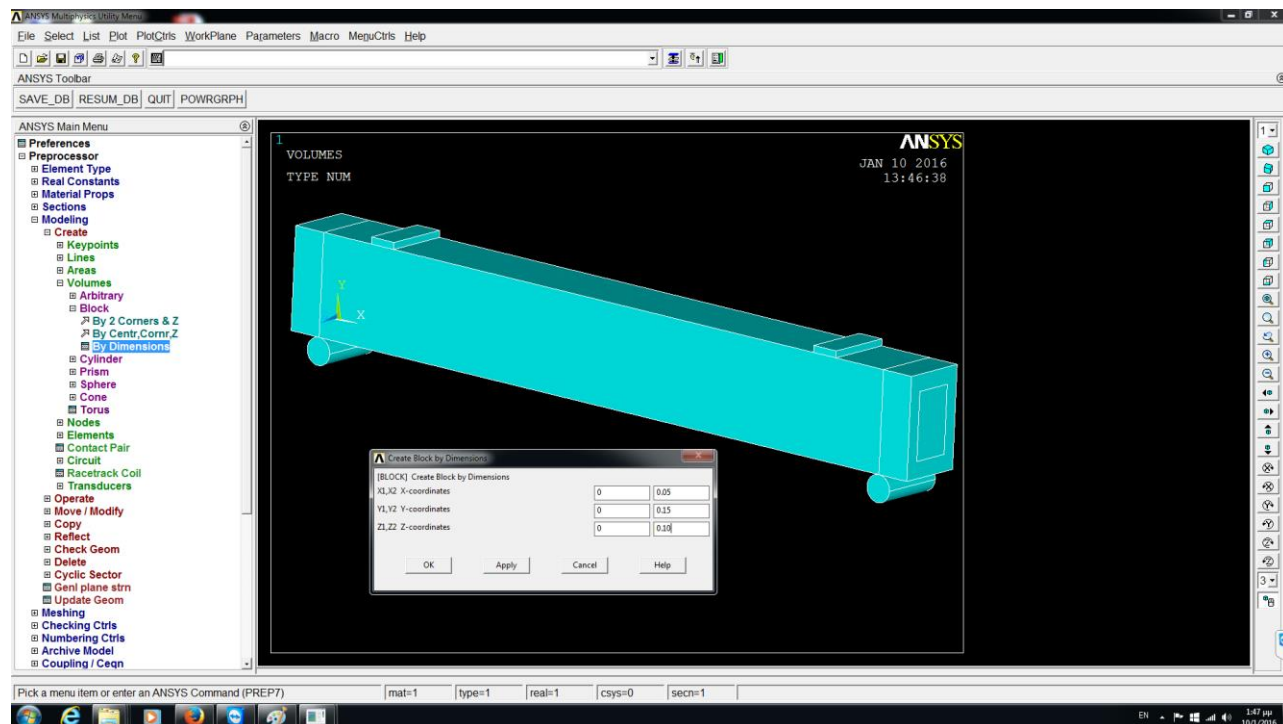 ANSYS Multiphysics Utility Menu
File Select List Plot PlotCtrls WorkPlane Parameters Macro MenuCtrls Help
ANSYS Toolbar
SAVE_DB RESUM_DB QUIT POWRGRPH
ANSYS Main Menu
Preferences
Preprocessor
Element Type
Real Constants
Material Props
Sections
Modeling
Create
Keypoints
Lines
Areas
Volumes
Arbitrary
Block
By 2 Corners & Z
By Centr,Cornr,Z
By Dimensions
Cylinder
Prism
Sphere
Cone
Torus
Nodes
Elements
Contact Pair
Circuit
Racetrack Coil
Transducers
Operate
Move / Modify
Copy
Reflect
Check Geom
Delete
Cyclic Sector
Genl plane strn
Update Geom
Meshing
Checking Ctrls
Numbering Ctrls
Archive Model
Coupling / Ceqn
1
VOLUMES
TYPE NUM
ANSYS
JAN 10 2016
13:46:38
Y
X
Create Block by Dimensions
[BLOCK] Create Block by Dimensions
X1,X2 X-coordinates 0 0.05
Y1,Y2 Y-coordinates 0 0.15
Z1,Z2 Z-coordinates 0 0.10
OK Apply Cancel Help
1
3
Pick a menu item or enter an ANSYS Command (PREP7) mat=1 type=1 real=1 csys=0 secn=1
EN 1:47 μμ
10/1/2016